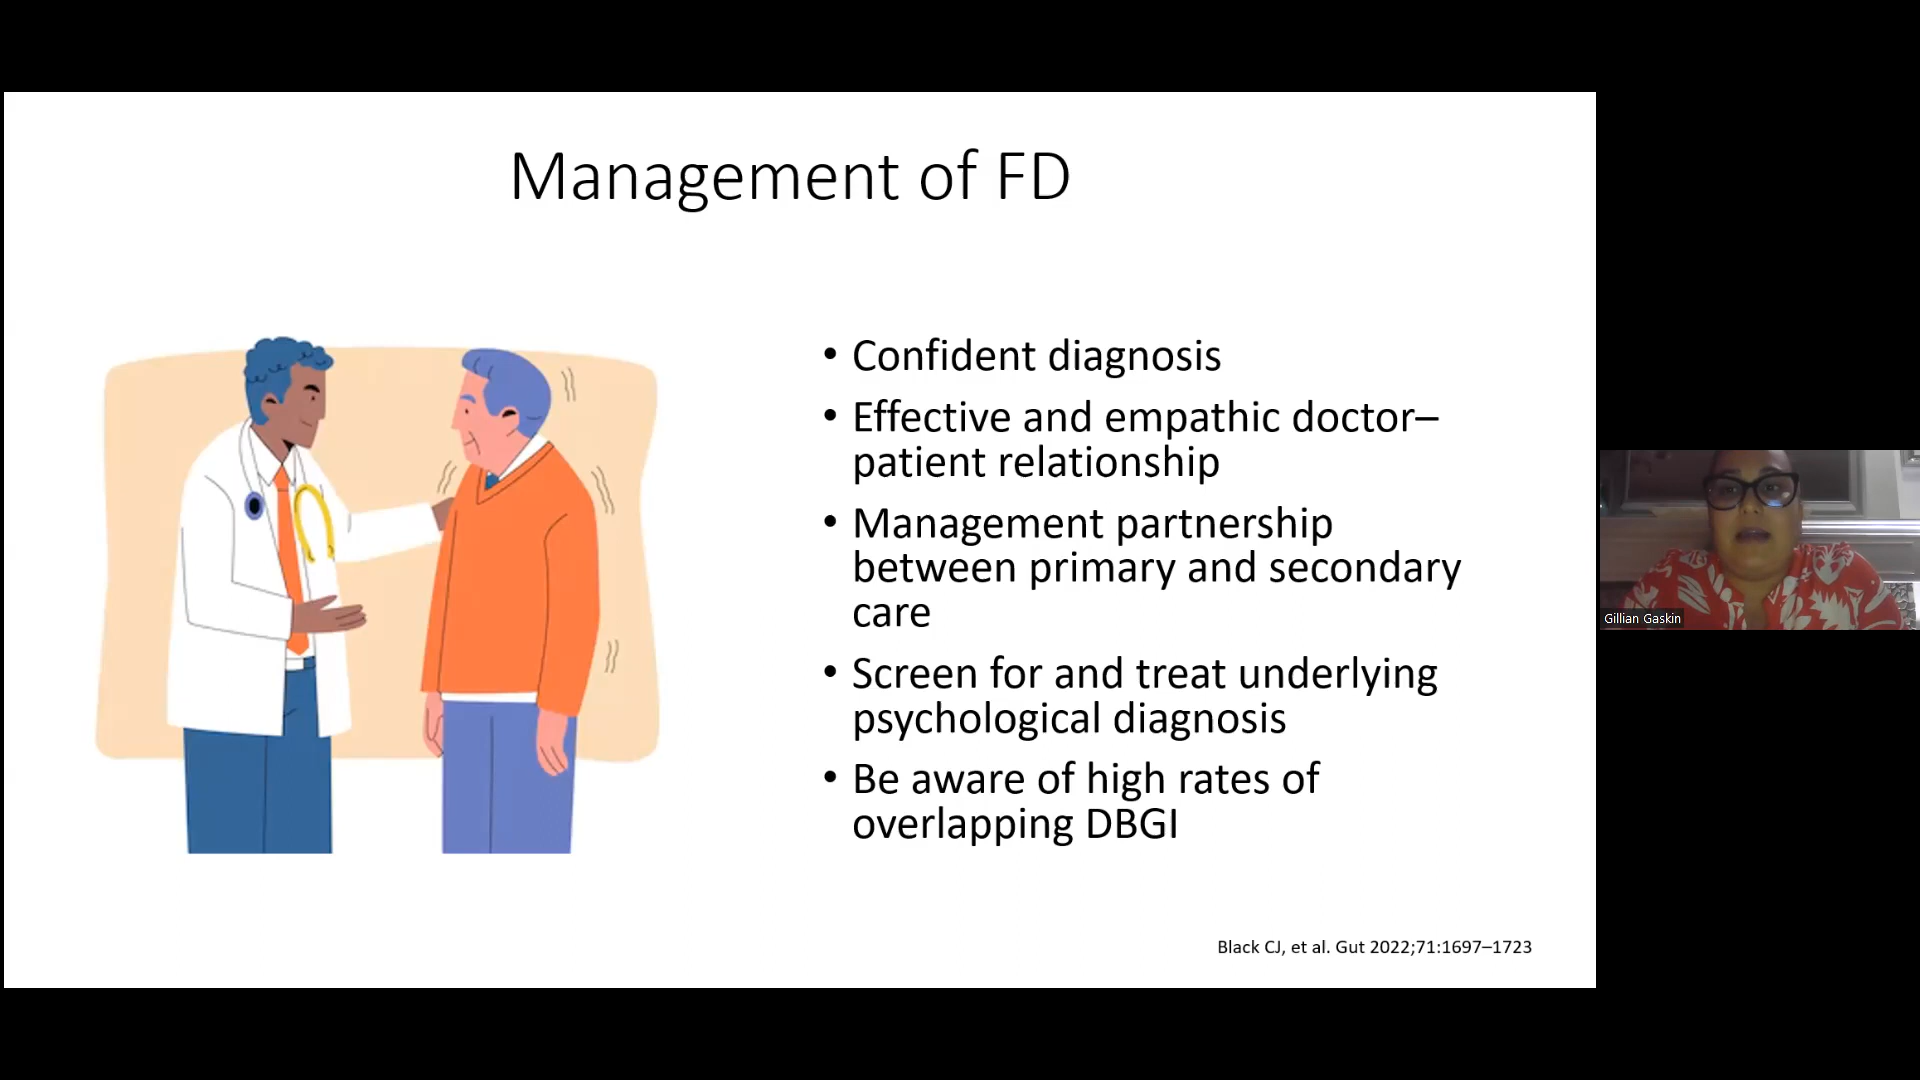 Management of FD
• Confident diagnosis
• Effective and empathic doctor–
patient relationship
• Management partnership
between primary and secondary
care
• Screen for and treat underlying
psychological diagnosis
• Be aware of high rates of
overlapping DBGI
Black CJ, et al. Gut 2022;71:1697–1723
Gillian Gaskin